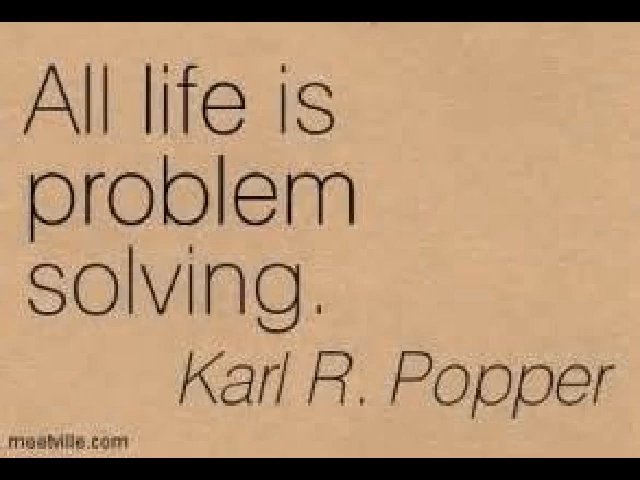 All life is
problem
solving.
Karl R. Popper
meetville.com